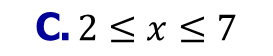 C. 2 ≤ x ≤ 7